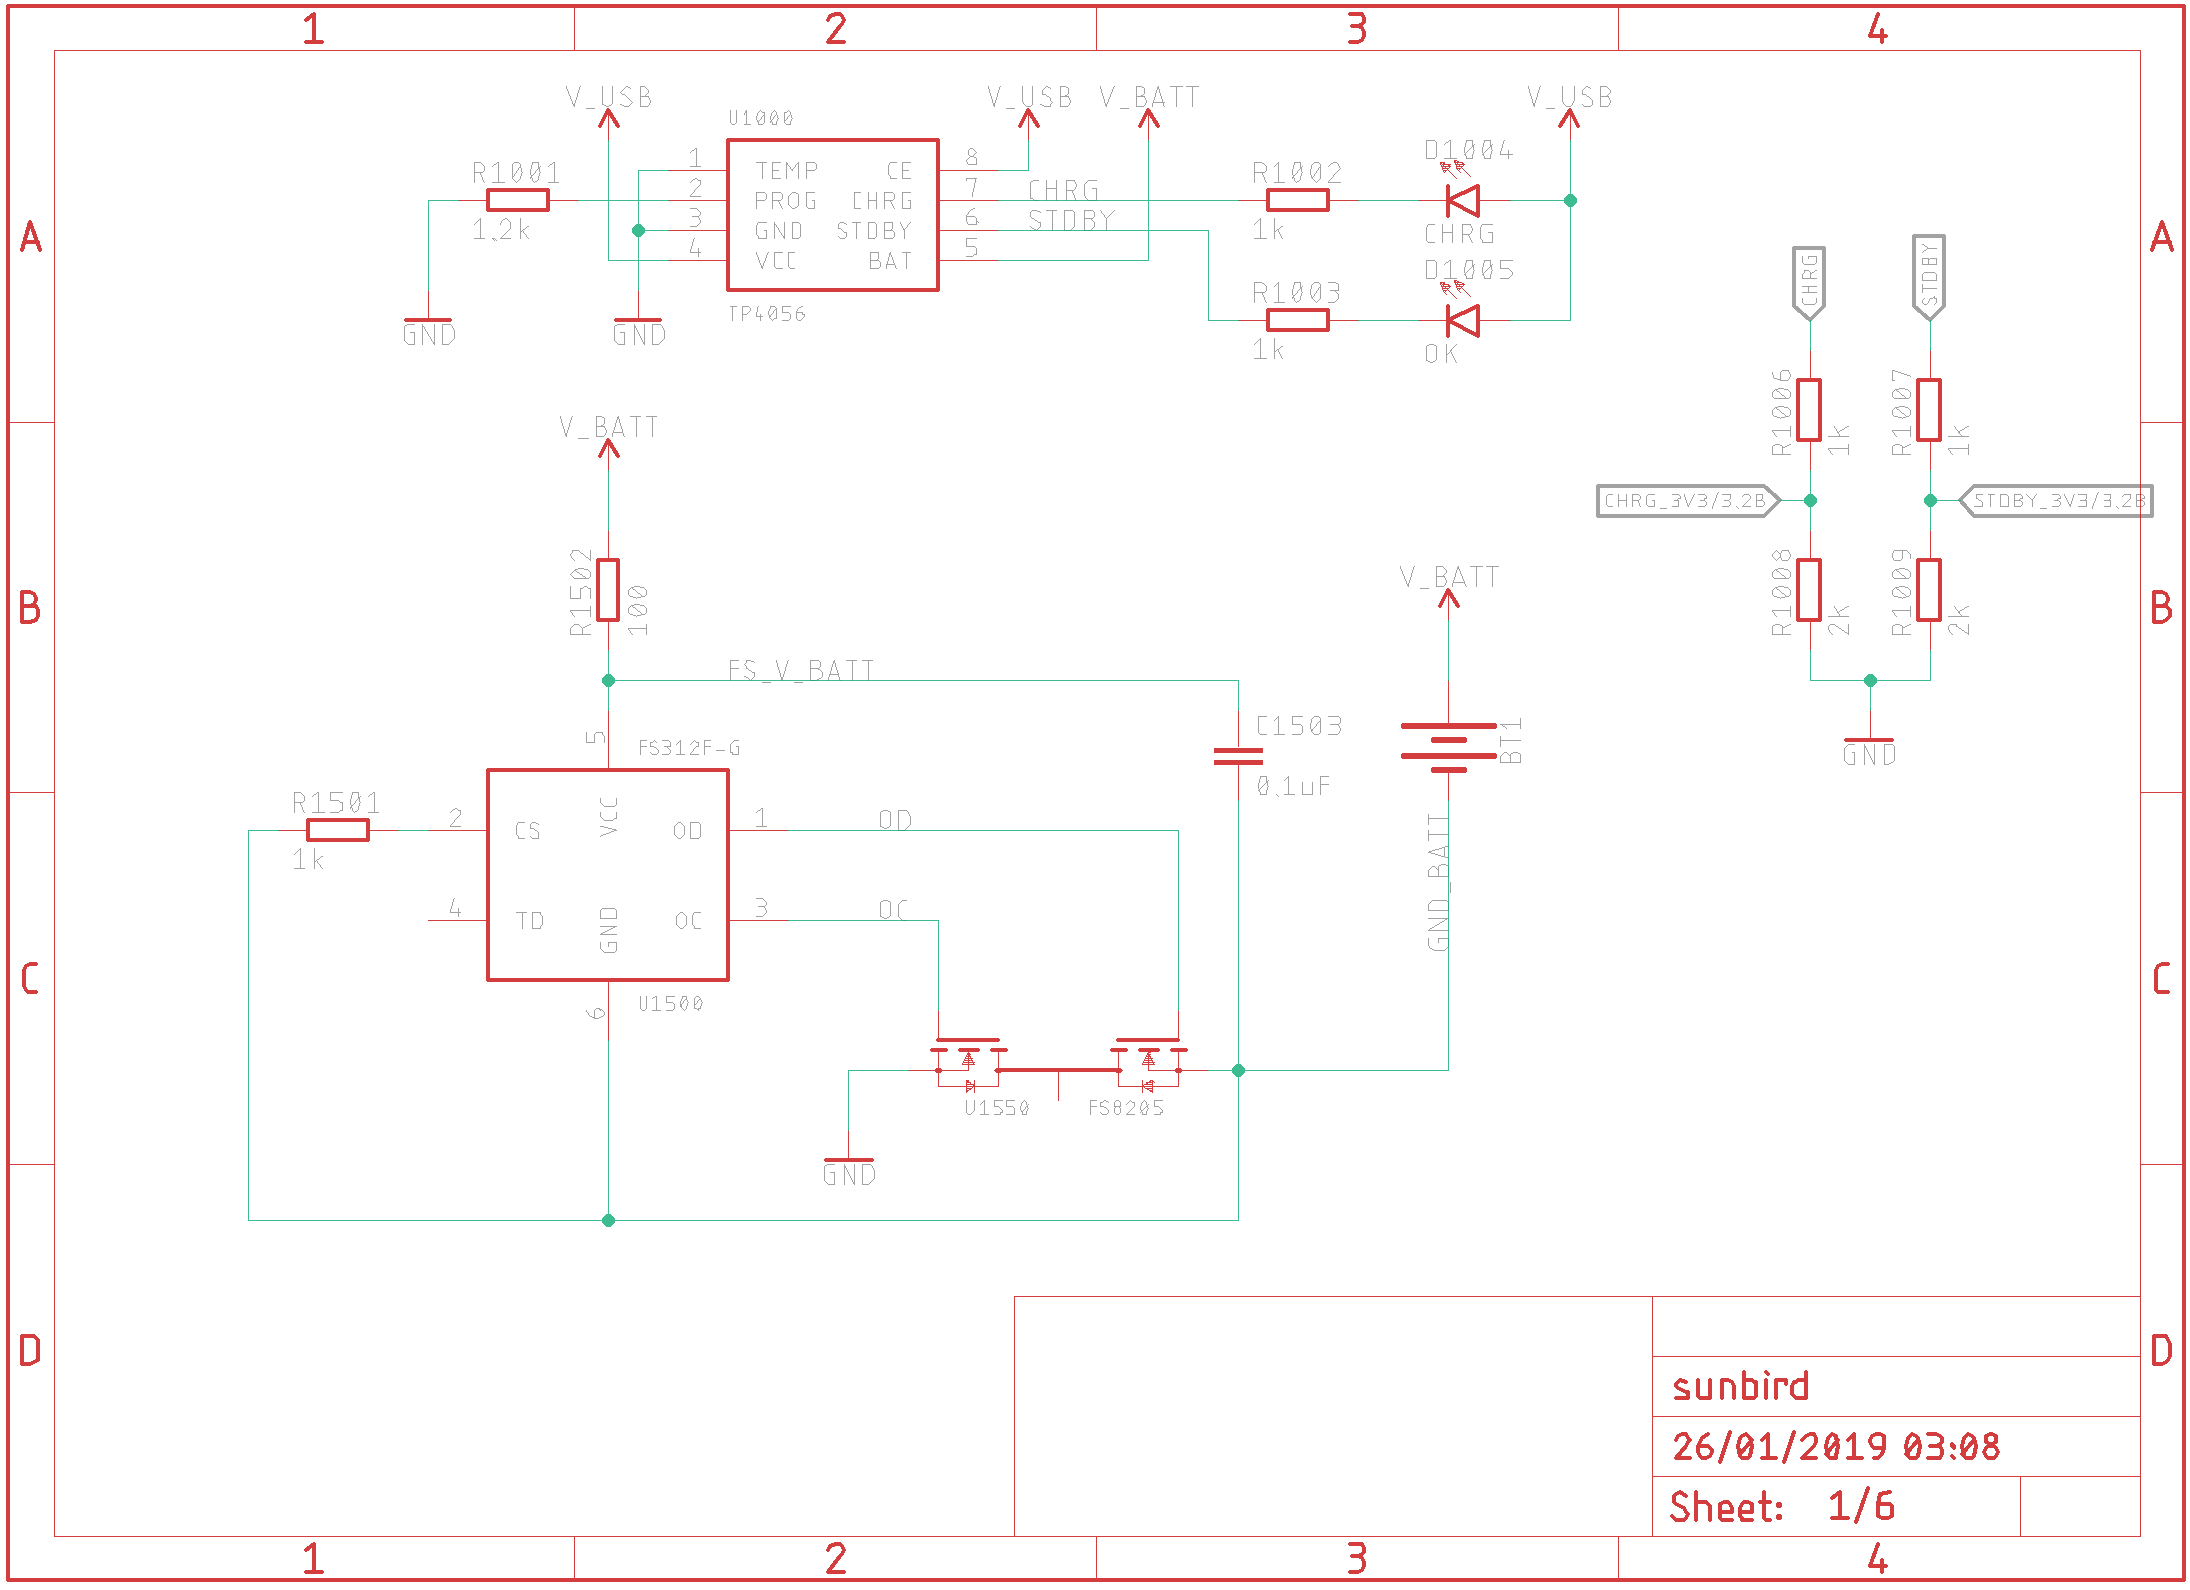 1 2 3 4
A A
B B
C C
D D
V_USB
U1000
R1001
1.2k
GND
GND
1 TEMP CE 8
2 PROG CHRG 7
3 GND STDBY 6
4 VCC BAT 5
TP4056
V_USB V_BATT
CHRG
STDBY
R1002
1k
R1003
1k
V_USB
D1004
CHRG
D1005
OK
CHRG
STDBY
R1006
1k
R1007
1k
CHRG_3V3/3.2B
STDBY_3V3/3.2B
R1008
2k
R1009
2k
GND
V_BATT
R1502
100
FS_V_BATT
5
FS312F-G
R1501
1k
2 CS VCC OD 1
4 TD GND OC 3
6
U1500
OD
OC
C1503
0.1uF
V_BATT
BT1
GND_BATT
U1550
FS8205
GND
sunbird
26/01/2019 03:08
Sheet: 1/6
1 2 3 4